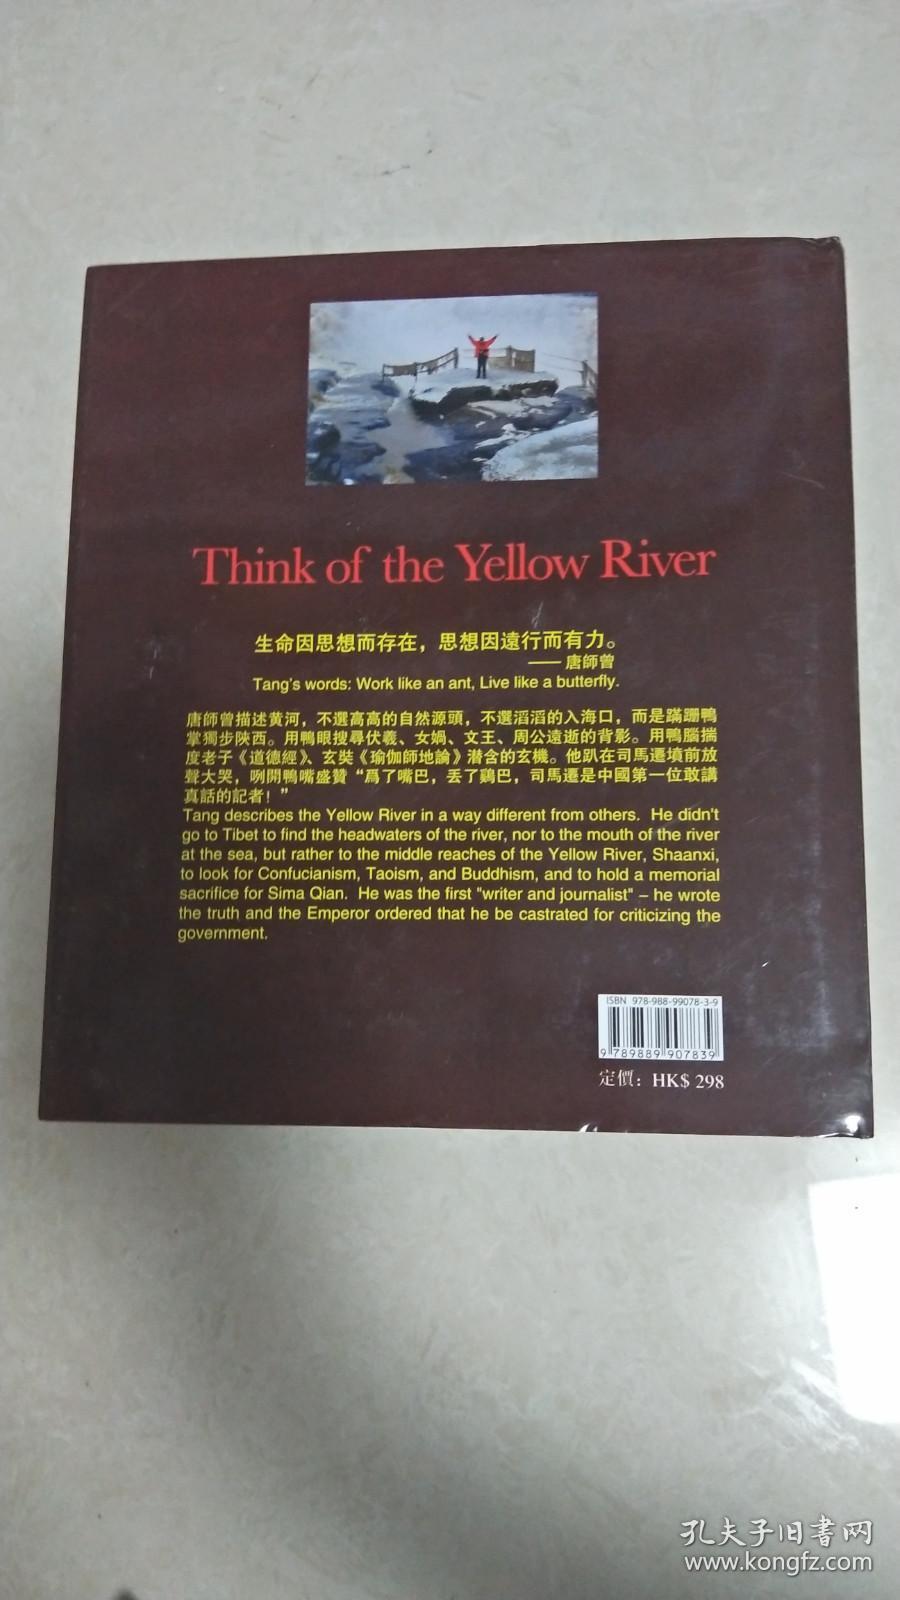 Think of the Yellow River
生命因思想而存在，思想因遠行而有力。
——唐師曾
Tang's words: Work like an ant, Live like a butterfly.
唐師曾描述黄河，不選高高的自然源頭，不選滔滔的入海口，而是蹣跚鴨
掌獨步陝西。用鴨眼搜尋伏羲、女媧、文王、周公遠逝的背影。用鴨腦揣
度老子《道德經》、玄奘《瑜伽師地論》潜含的玄機。他趴在司馬遷墳前放
聲大哭，咧開鴨嘴盛贊“爲了嘴巴，丢了鷄巴，司馬遷是中國第一位敢講
真話的記者！”
Tang describes the Yellow River in a way different from others. He didn't
go to Tibet to find the headwaters of the river, nor to the mouth of the river
at the sea, but rather to the middle reaches of the Yellow River, Shaanxi,
to look for Confucianism, Taoism, and Buddhism, and to hold a memorial
sacrifice for Sima Qian. He was the first "writer and journalist" – he wrote
the truth and the Emperor ordered that he be castrated for criticizing the
government.
ISBN 978-988-99078-3-9
9 789889 907839
定價：HK$ 298
孔夫子旧書网
www.kongfz.com